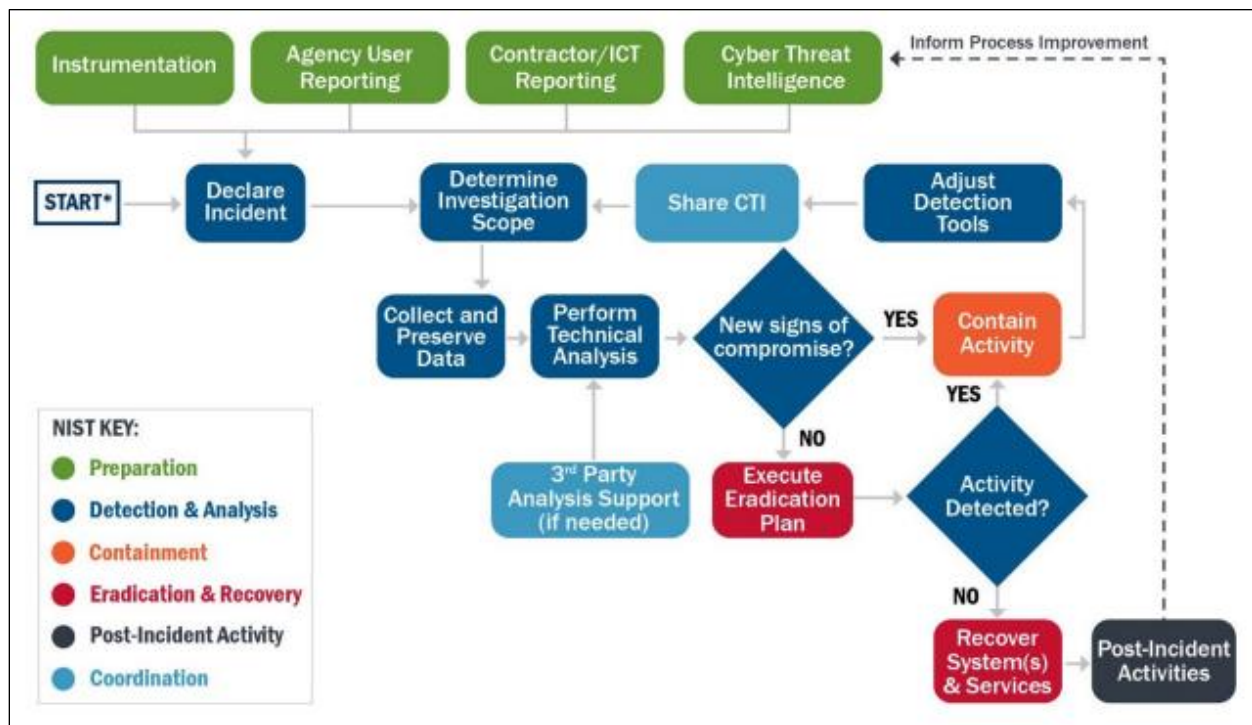 Instrumentation
Agency User
Reporting
Contractor/ICT
Reporting
Cyber Threat
Intelligence
Inform Process Improvement
START*
Declare
Incident
Determine
Investigation
Scope
Share CTI
Adjust
Detection
Tools
Collect and
Preserve
Data
Perform
Technical
Analysis
New signs of
compromise?
YES
Contain
Activity
YES
NO
NIST KEY:
Preparation
Detection & Analysis
Containment
Eradication & Recovery
Post-Incident Activity
Coordination
3rd Party
Analysis Support
(if needed)
Execute
Eradication
Plan
Activity
Detected?
NO
Recover
System(s)
& Services
Post-Incident
Activities